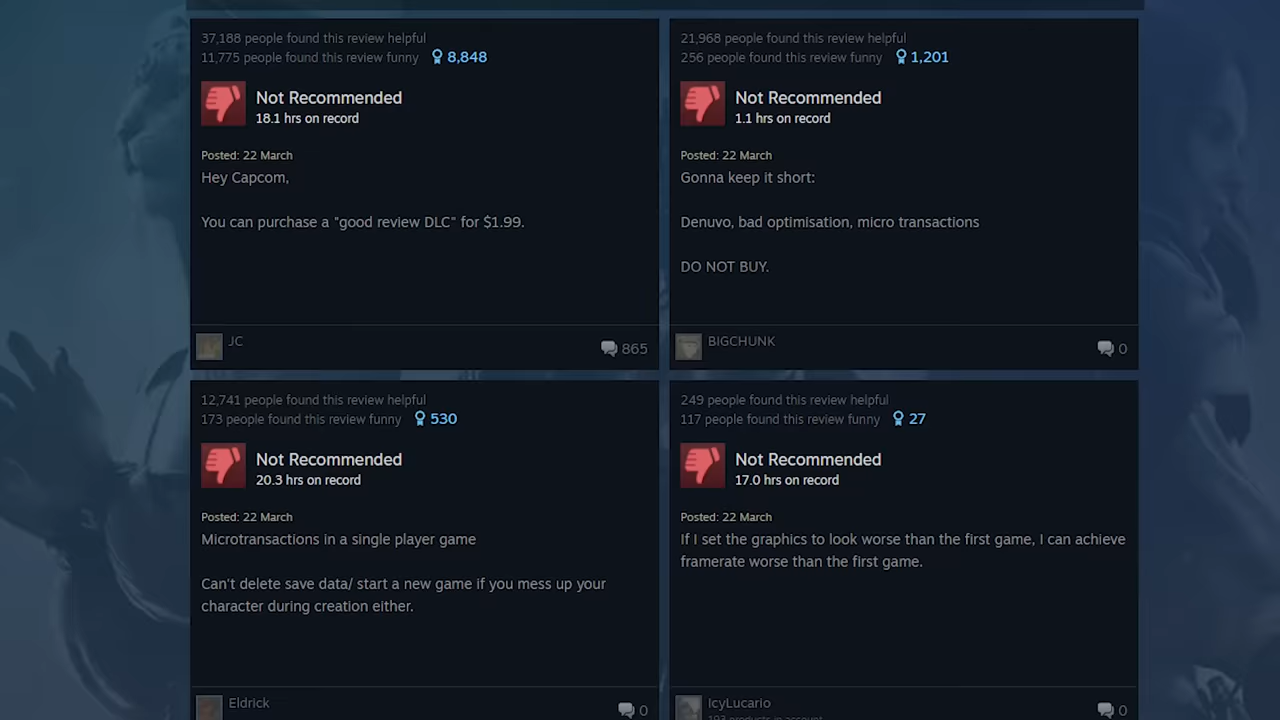 37,188 people found this review helpful
11,775 people found this review funny 8,848
Not Recommended
18.1 hrs on record
Posted: 22 March
Hey Capcom,
You can purchase a "good review DLC" for $1.99.
JC
865
21,968 people found this review helpful
256 people found this review funny 1,201
Not Recommended
1.1 hrs on record
Posted: 22 March
Gonna keep it short:
Denuvo, bad optimisation, micro transactions
DO NOT BUY.
BIGCHUNK
0
12,741 people found this review helpful
173 people found this review funny 530
Not Recommended
20.3 hrs on record
Posted: 22 March
Microtransactions in a single player game
Can't delete save data/ start a new game if you mess up your
character during creation either.
Eldrick
0
249 people found this review helpful
117 people found this review funny 27
Not Recommended
17.0 hrs on record
Posted: 22 March
If I set the graphics to look worse than the first game, I can achieve
framerate worse than the first game.
IcyLucario
193 products in account
0